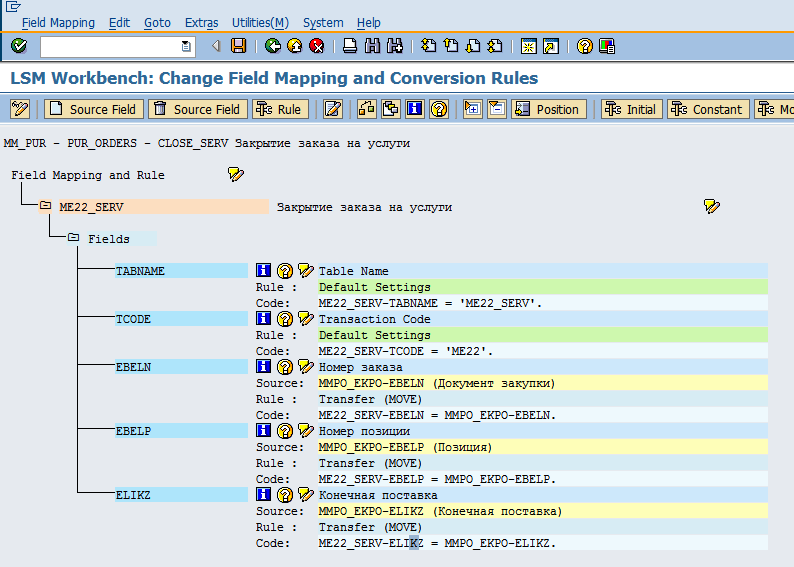 Field Mapping Edit Goto Extras Utilities(M) System Help
LSM Workbench: Change Field Mapping and Conversion Rules
Source Field Source Field Rule Position Initial Constant Mo
MM_PUR - PUR_ORDERS - CLOSE_SERV Закрытие заказа на услуги
Field Mapping and Rule
ME22_SERV Закрытие заказа на услуги
Fields
TABNAME Table Name
Rule : Default Settings
Code: ME22_SERV-TABNAME = 'ME22_SERV'.
TCODE Transaction Code
Rule : Default Settings
Code: ME22_SERV-TCODE = 'ME22'.
EBELN Номер заказа
Source: MMPO_EKPO-EBELN (Документ закупки)
Rule : Transfer (MOVE)
Code: ME22_SERV-EBELN = MMPO_EKPO-EBELN.
EBELP Номер позиции
Source: MMPO_EKPO-EBELP (Позиция)
Rule : Transfer (MOVE)
Code: ME22_SERV-EBELP = MMPO_EKPO-EBELP.
ELIKZ Конечная поставка
Source: MMPO_EKPO-ELIKZ (Конечная поставка)
Rule : Transfer (MOVE)
Code: ME22_SERV-ELIKZ = MMPO_EKPO-ELIKZ.